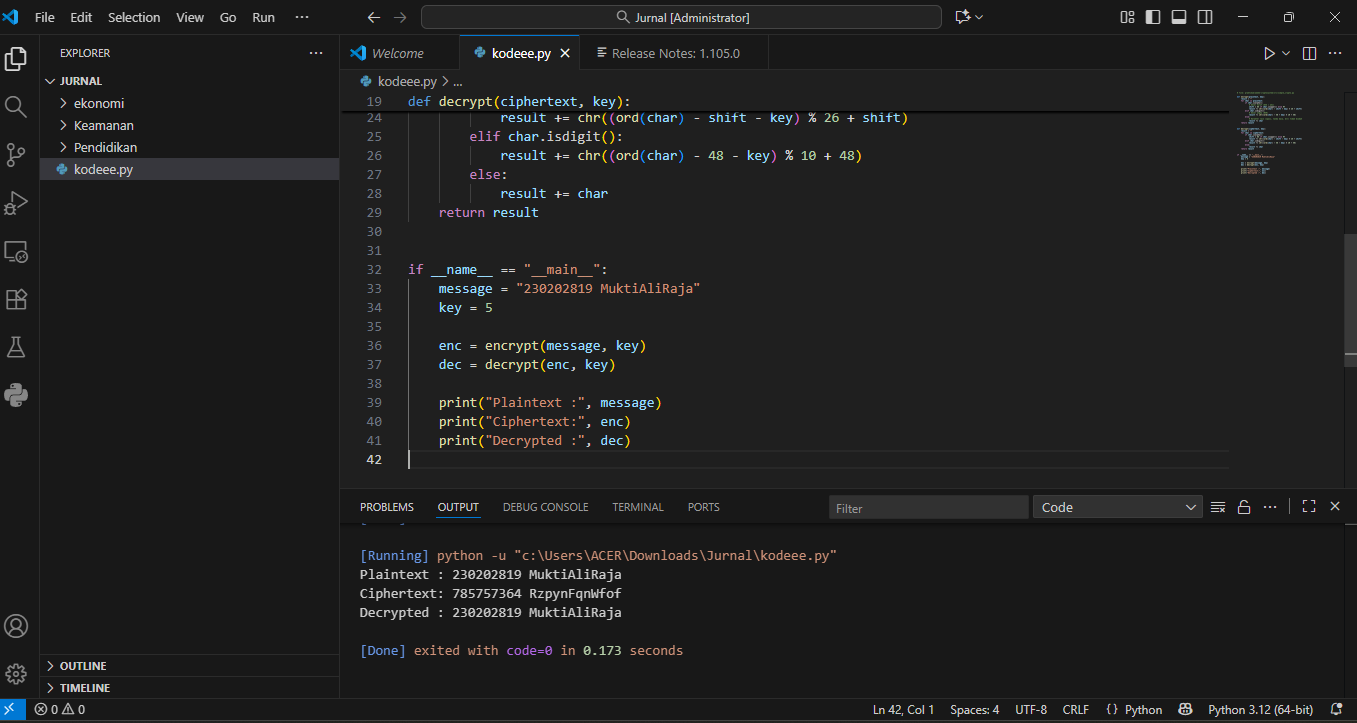 File Edit Selection View Go Run ···
Jurnal [Administrator]
EXPLORER
JURNAL
ekonomi
Keamanan
Pendidikan
kodeee.py
OUTLINE
TIMELINE
Welcome
kodeee.py
Release Notes: 1.105.0
kodeee.py > ...
19 def decrypt(ciphertext, key):
24 result += chr((ord(char) - shift - key) % 26 + shift)
25 elif char.isdigit():
26 result += chr((ord(char) - 48 - key) % 10 + 48)
27 else:
28 result += char
29 return result
30
31
32 if __name__ == "__main__":
33 message = "230202819 MuktiAliRaja"
34 key = 5
35
36 enc = encrypt(message, key)
37 dec = decrypt(enc, key)
38
39 print("Plaintext :", message)
40 print("Ciphertext:", enc)
41 print("Decrypted :", dec)
42
PROBLEMS OUTPUT DEBUG CONSOLE TERMINAL PORTS
Filter
Code
[Running] python -u "c:\Users\ACER\Downloads\Jurnal\kodeee.py"
Plaintext : 230202819 MuktiAliRaja
Ciphertext: 785757364 RzpynFqnWfof
Decrypted : 230202819 MuktiAliRaja
[Done] exited with code=0 in 0.173 seconds
0 0
Ln 42, Col 1 Spaces: 4 UTF-8 CRLF {} Python Python 3.12 (64-bit)